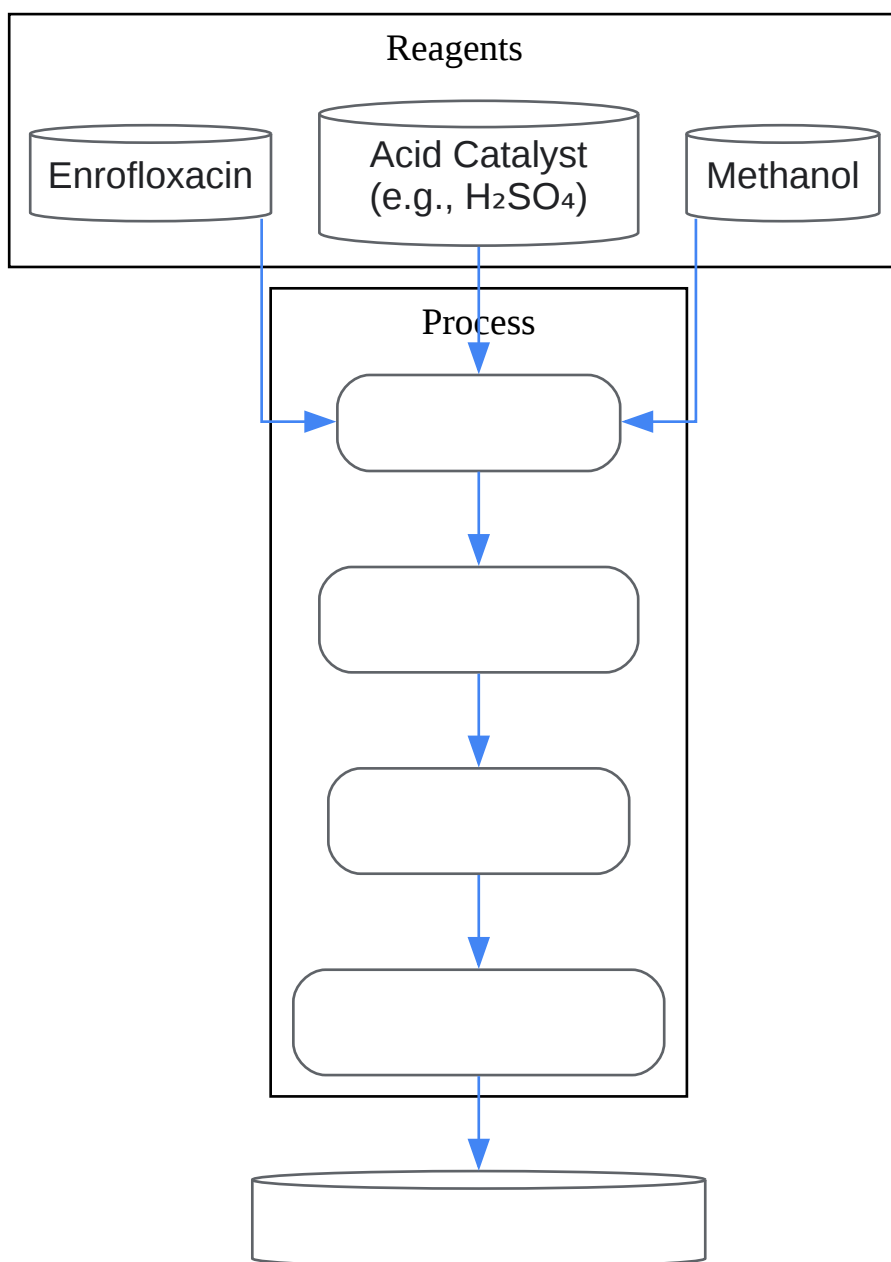 Reagents
Enrofloxacin
Acid Catalyst
(e.g., H₂SO₄)
Methanol
Process